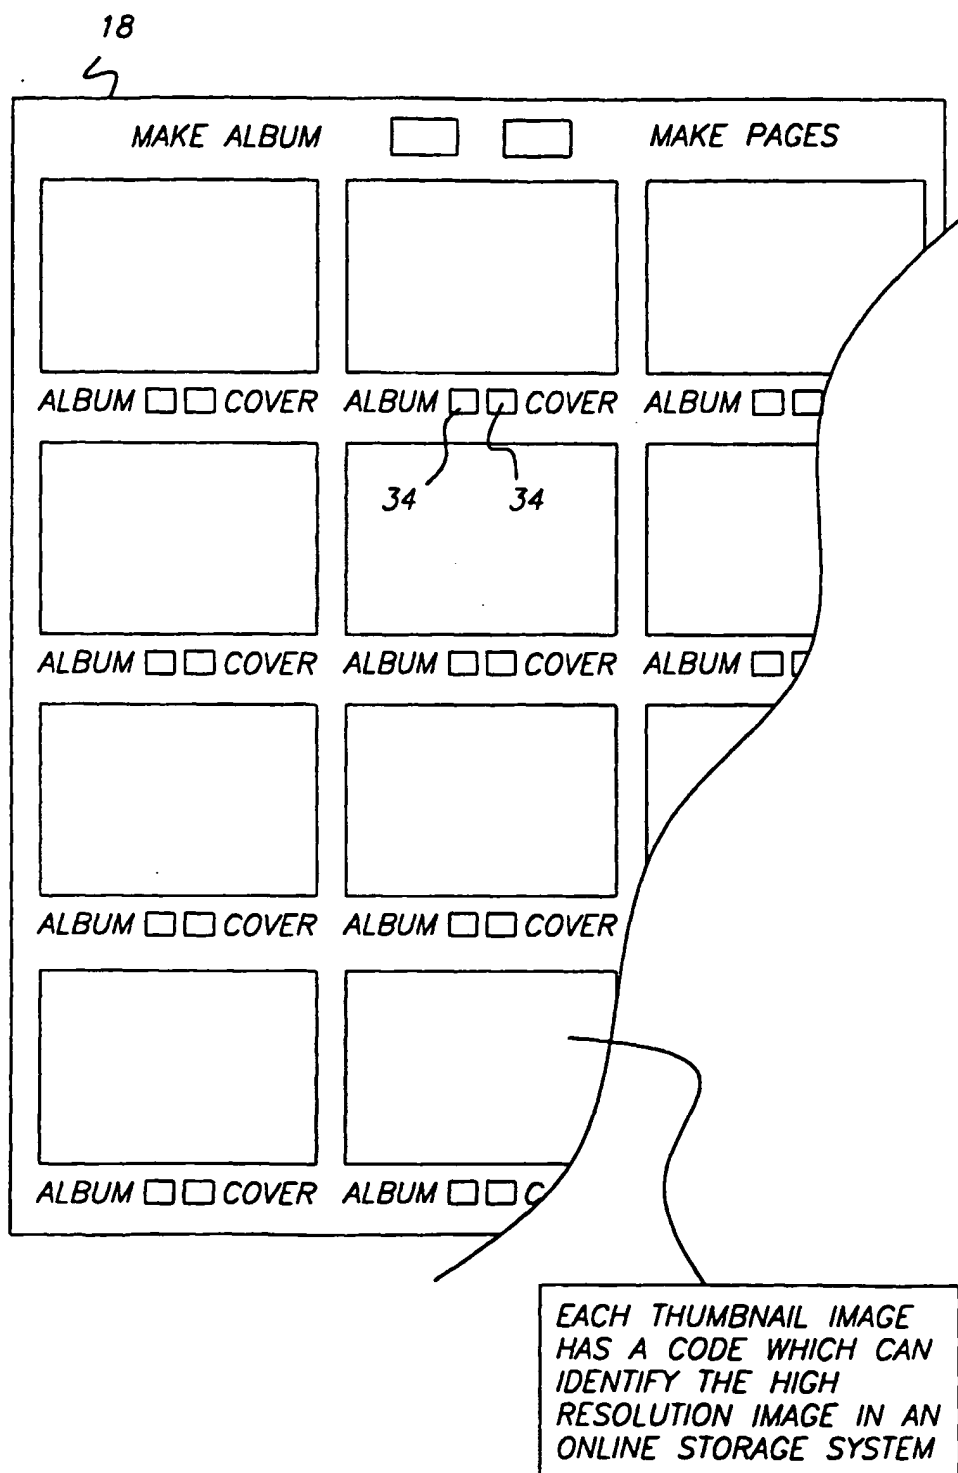 18
MAKE ALBUM MAKE PAGES
ALBUM COVER ALBUM COVER ALBUM
34 34
ALBUM COVER ALBUM COVER ALBUM
ALBUM COVER ALBUM COVER
ALBUM COVER ALBUM C
EACH THUMBNAIL IMAGE
HAS A CODE WHICH CAN
IDENTIFY THE HIGH
RESOLUTION IMAGE IN AN
ONLINE STORAGE SYSTEM